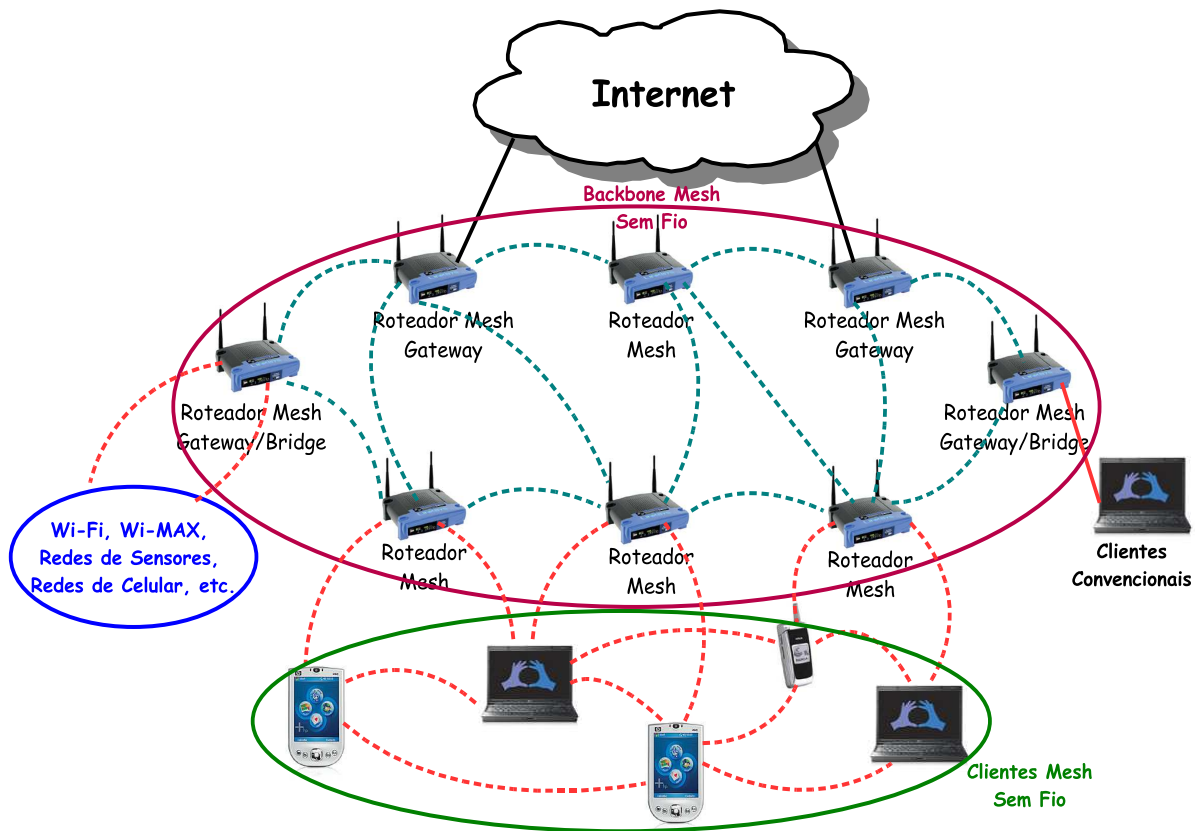 Internet
Backbone Mesh
Sem Fio
Roteador Mesh
Gateway
Roteador
Mesh
Roteador Mesh
Gateway
Roteador Mesh
Gateway/Bridge
Roteador Mesh
Gateway/Bridge
Wi-Fi, Wi-MAX,
Redes de Sensores,
Redes de Celular, etc.
Roteador
Mesh
Roteador
Mesh
Roteador
Mesh
Clientes
Convencionais
Clientes Mesh
Sem Fio